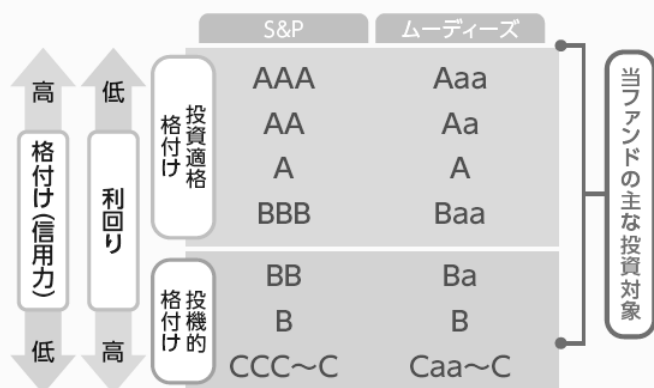 S&P ムーディーズ
高
格付け(信用力)
低
低
利回り
高
投資適格
格付け
AAA Aaa
AA Aa
A A
BBB Baa
投機的
格付け
BB Ba
B B
CCC～C Caa～C
当ファンドの主な投資対象